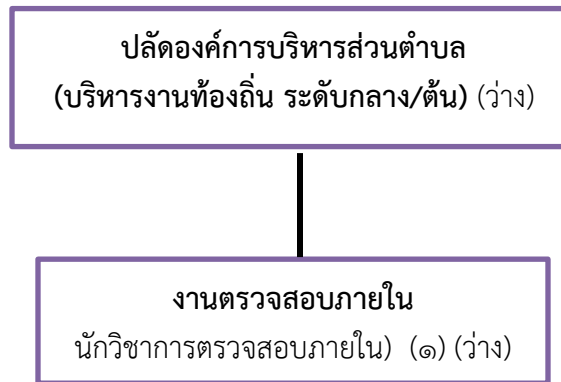 ปลัดองค์การบริหารส่วนตำบล
(บริหารงานท้องถิ่น ระดับกลาง/ต้น) (ว่าง)
งานตรวจสอบภายใน
นักวิชาการตรวจสอบภายใน) (๑) (ว่าง)